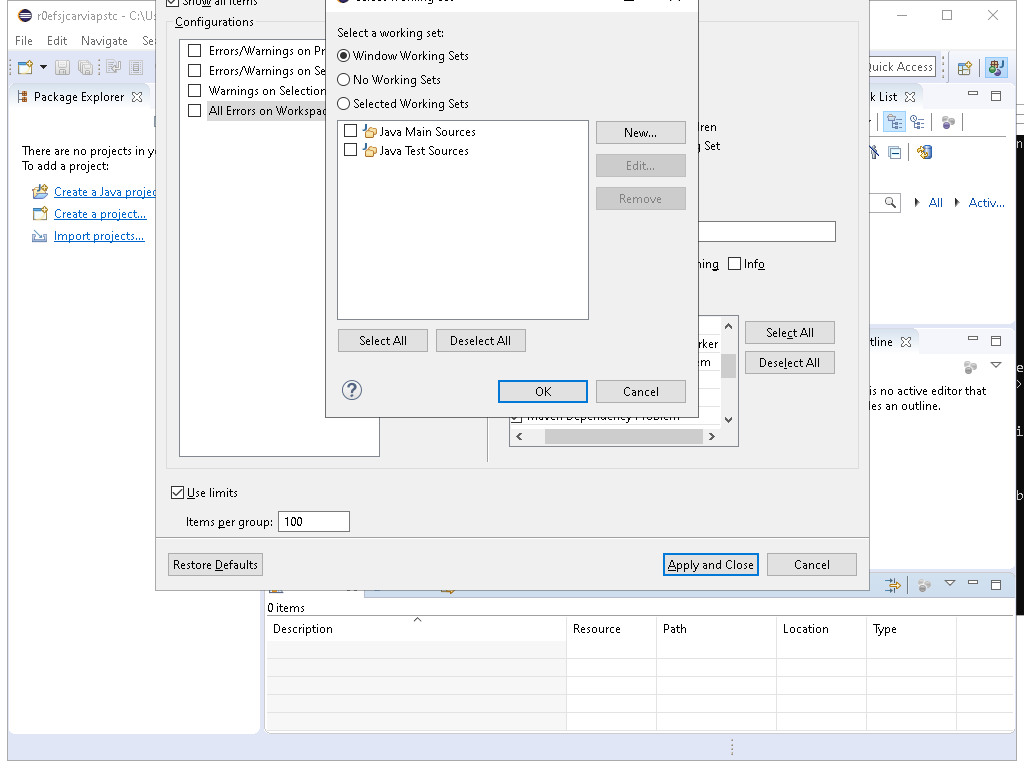 r0efsjcarviapstc - C:\Us
File Edit Navigate Se
Quick Access
Package Explorer
There are no projects in y
To add a project:
Create a Java projec
Create a project...
Import projects...
Show all items
Configurations
Errors/Warnings on Pr
Errors/Warnings on Se
Warnings on Selection
All Errors on Workspac
Select a working set:
Window Working Sets
No Working Sets
Selected Working Sets
Java Main Sources
Java Test Sources
New...
Edit...
Remove
Select All
Deselect All
OK
Cancel
Set
Info
Select All
Deselect All
Maven Dependency Problem
Use limits
Items per group: 100
Restore Defaults
Apply and Close
Cancel
List
All
Activ...
tline
is no active editor that
es an outline.
0 items
Description
Resource
Path
Location
Type